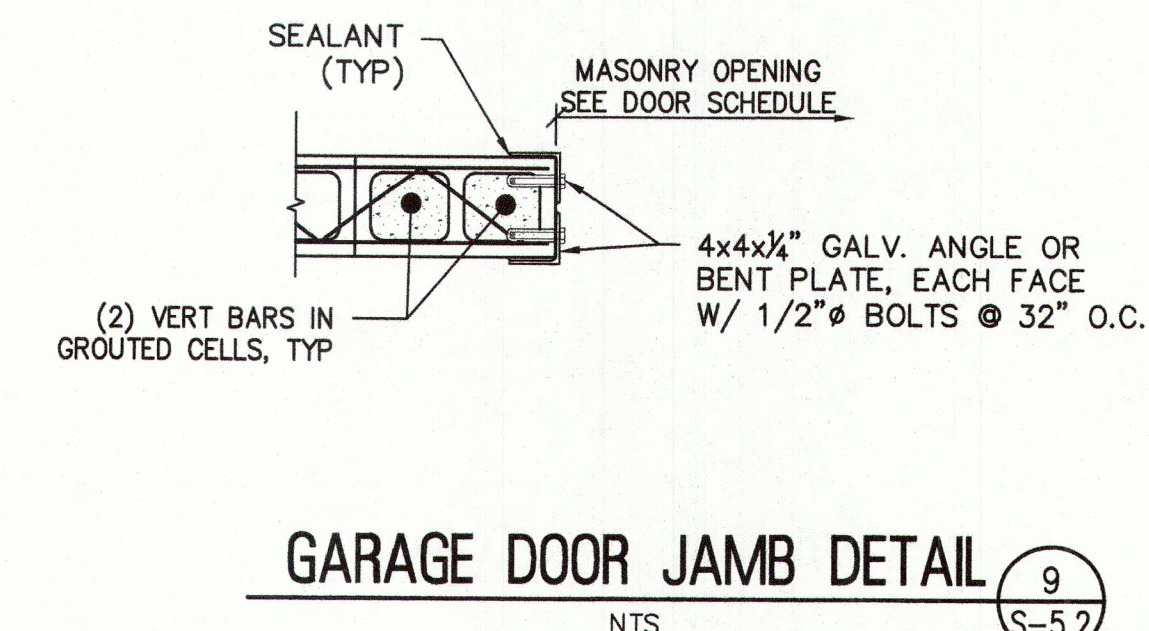 SEALANT
(TYP)
MASONRY OPENING
SEE DOOR SCHEDULE
4x4x¼" GALV. ANGLE OR
BENT PLATE, EACH FACE
W/ 1/2"ø BOLTS @ 32" O.C.
(2) VERT BARS IN
GROUTED CELLS, TYP
GARAGE DOOR JAMB DETAIL
NTS
9
S-5.2